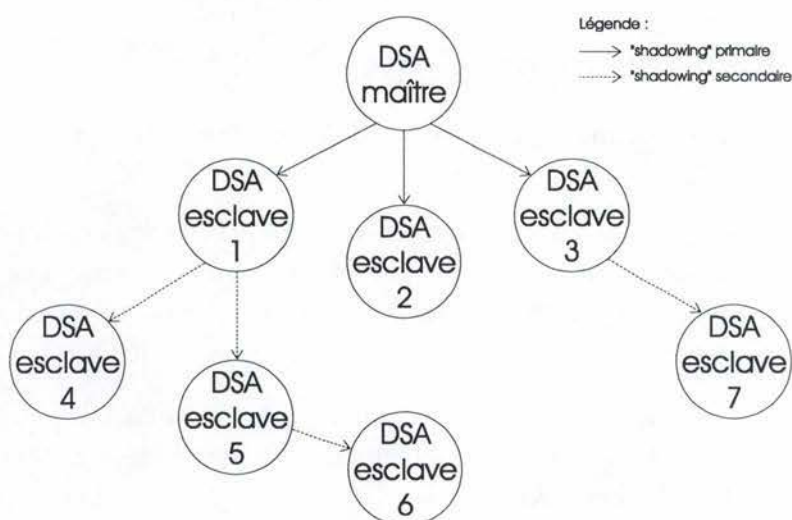 Légende :
"shadowing" primaire
"shadowing" secondaire
DSA
maître
DSA
esclave
1
DSA
esclave
2
DSA
esclave
3
DSA
esclave
4
DSA
esclave
5
DSA
esclave
6
DSA
esclave
7